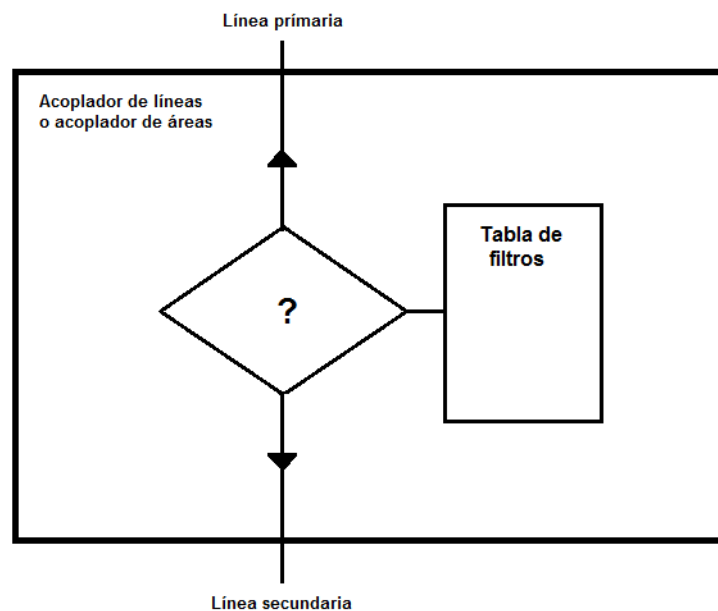 Línea prímaria
Acoplador de líneas
o acoplador de áreas
Tabla de
filtros
?
Línea secundaria